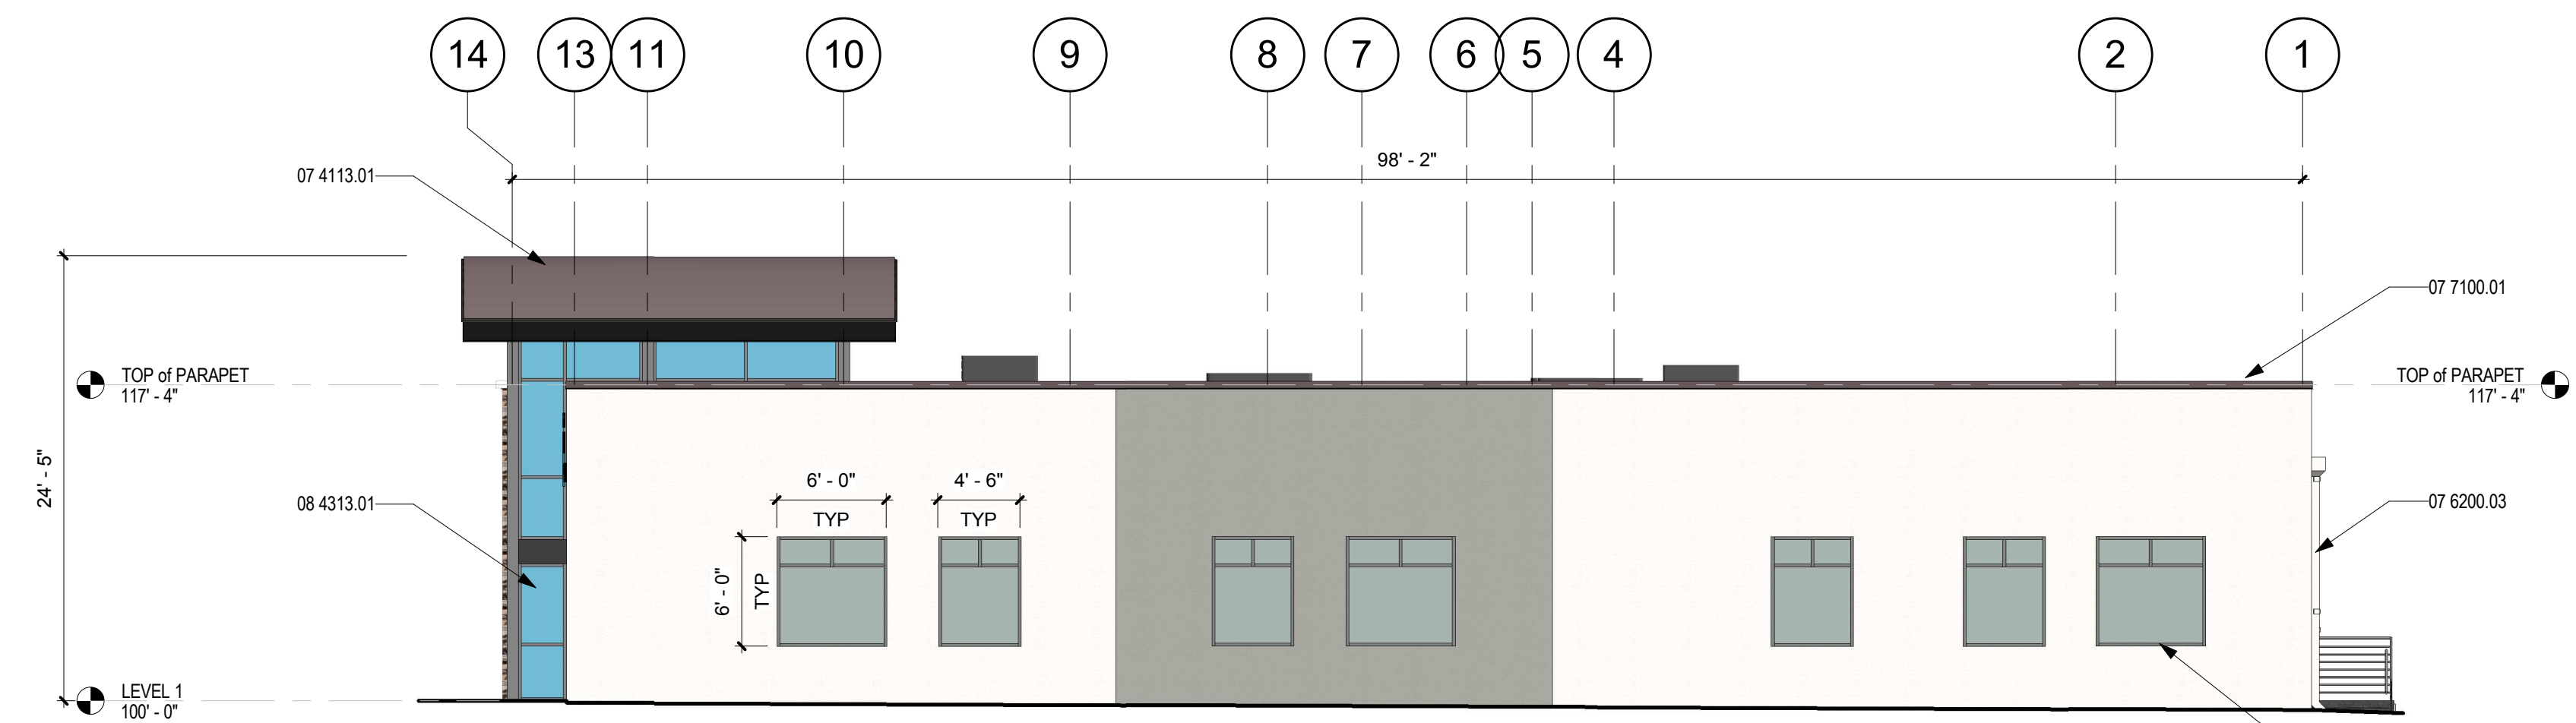 14 13 11 10 9 8 7 6 5 4 2 1
98' - 2"
07 4113.01
07 7100.01
TOP of PARAPET
117' - 4"
TOP of PARAPET
117' - 4"
24' - 5"
08 4313.01
6' - 0"
TYP
4' - 6"
TYP
6' - 0"
TYP
07 6200.03
LEVEL 1
100' - 0"